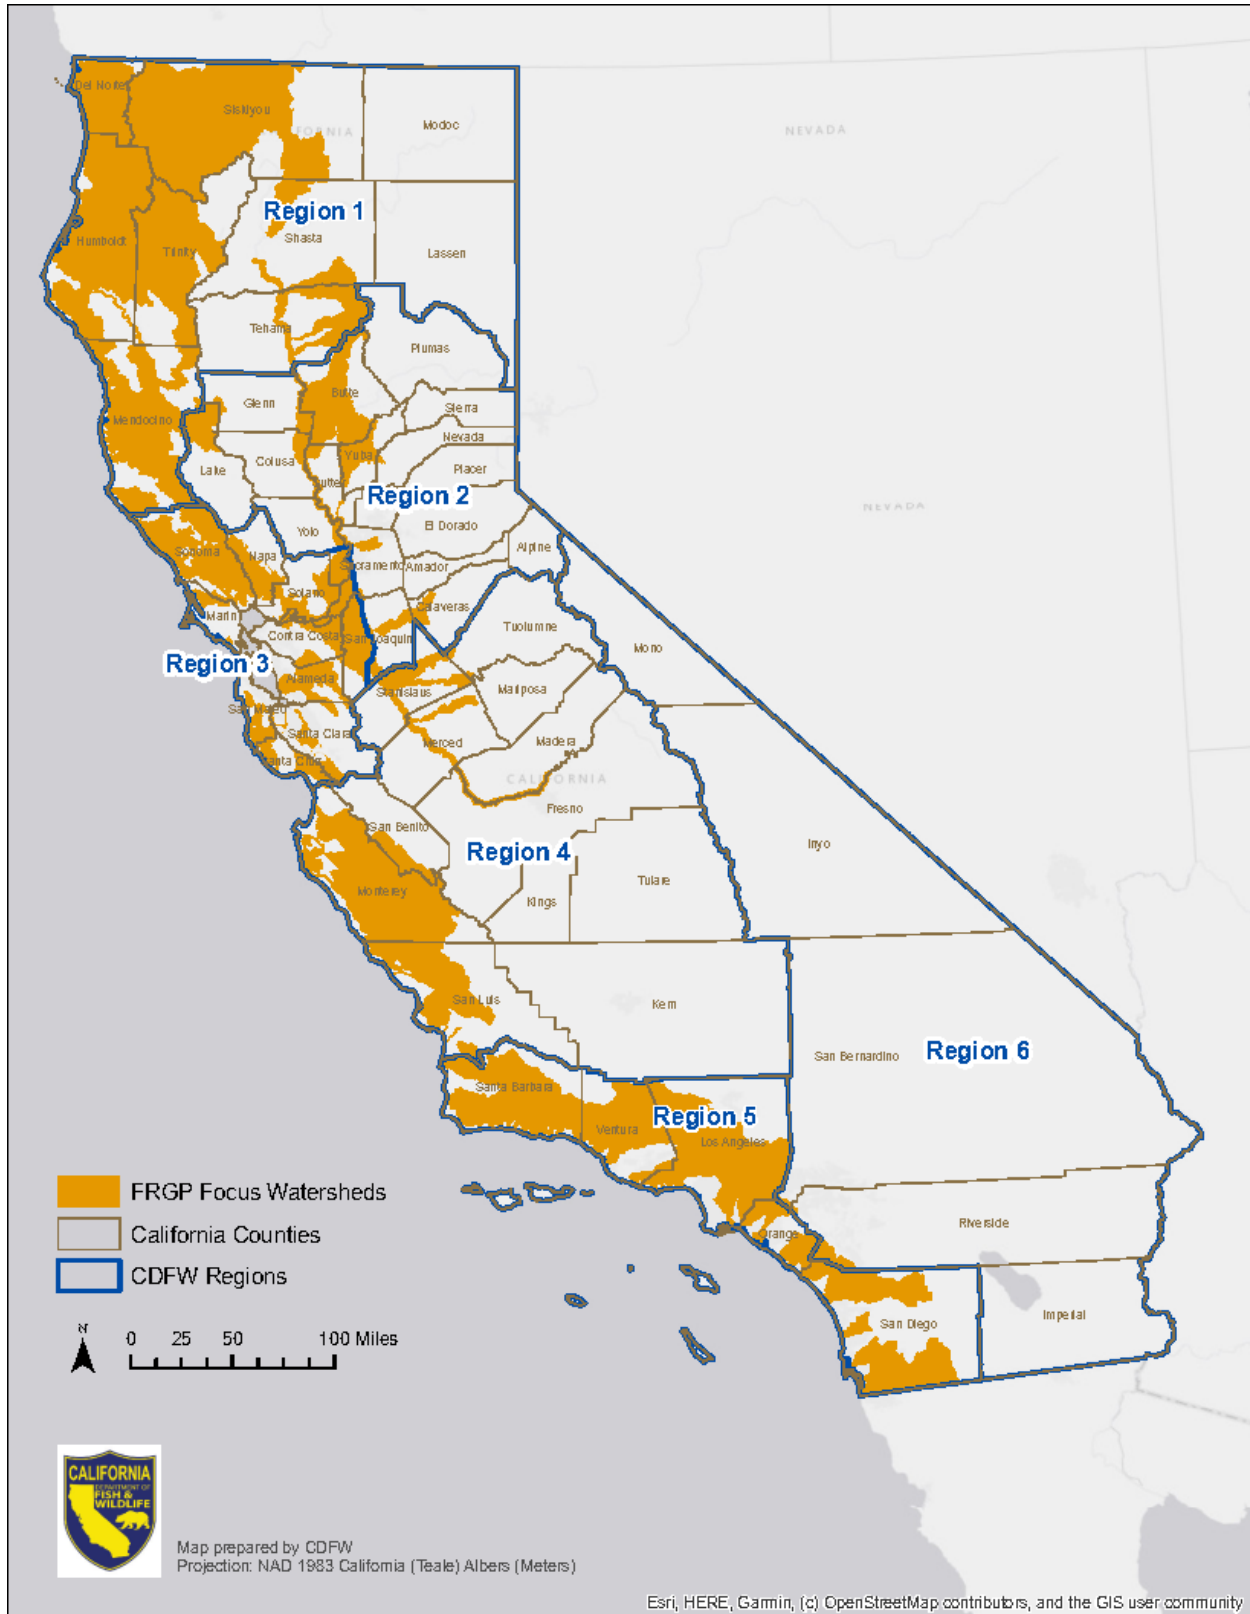 Del Norte
Siskiyou
CALIFORNIA
Modoc
NEVADA
Region 1
Shasta
Humboldt
Trinity
Lassen
Tehama
Plumas
Butte
Glenn
Sierra
Mendocino
Nevada
Yuba
Colusa
Lake
Placer
Sutter
Region 2
NEVADA
El Dorado
Yolo
Alpine
Sonoma
Napa
Sacramento
Amador
Solano
Calaveras
Marin
Tuolumne
Contra Costa
San Joaquin
Mono
Region 3
Alameda
Stanislaus
Mariposa
San Mateo
Santa Clara
Merced
Madera
Santa Cruz
CALIFORNIA
Fresno
San Benito
Inyo
Region 4
Tulare
Monterey
Kings
San Luis
Kern
San Bernardino
Region 6
Santa Barbara
Region 5
Ventura
Los Angeles
FRGP Focus Watersheds
California Counties
CDFW Regions
Riverside
Orange
Imperial
San Diego
N
0 25 50 100 Miles
CALIFORNIA
DEPARTMENT OF
FISH &
WILDLIFE
Map prepared by CDFW
Projection: NAD 1983 California (Teale) Albers (Meters)
Esri, HERE, Garmin, (c) OpenStreetMap contributors, and the GIS user community